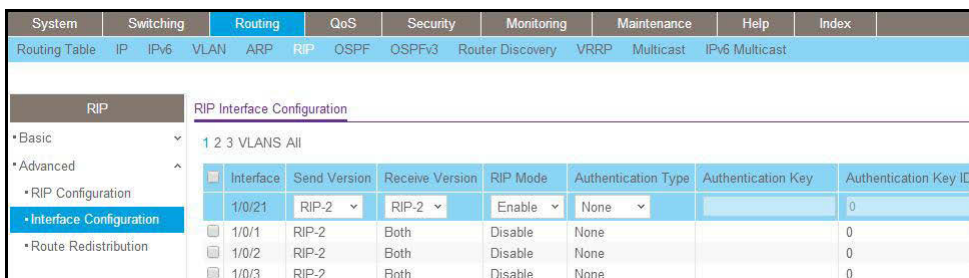 System Switching Routing QoS Security Monitoring Maintenance Help Index
Routing Table IP IPv6 VLAN ARP RIP OSPF OSPFv3 Router Discovery VRRP Multicast IPv6 Multicast
RIP
Basic
Advanced
RIP Configuration
Interface Configuration
Route Redistribution
RIP Interface Configuration
1 2 3 VLANS All
Interface Send Version Receive Version RIP Mode Authentication Type Authentication Key Authentication Key ID
1/0/21 RIP-2 RIP-2 Enable None 0
1/0/1 RIP-2 Both Disable None 0
1/0/2 RIP-2 Both Disable None 0
1/0/3 RIP-2 Both Disable None 0